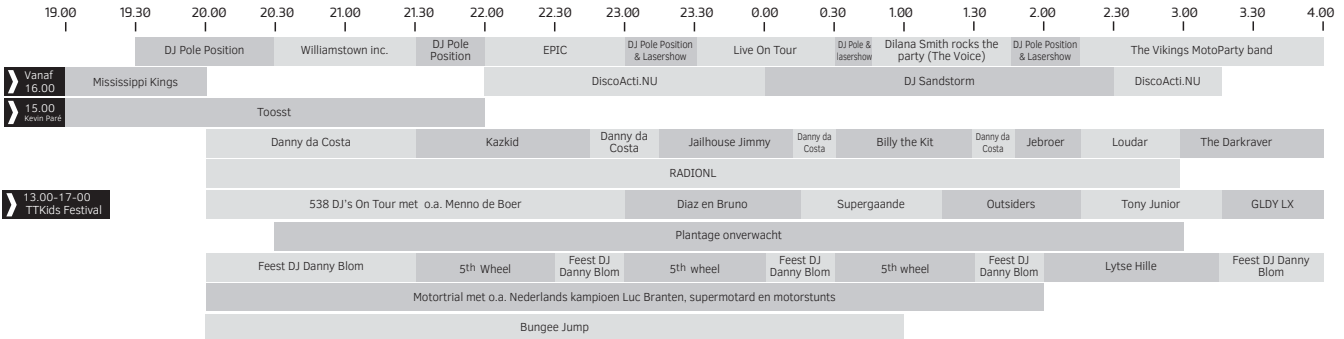 19.00 19.30 20.00 20.30 21.00 21.30 22.00 22.30 23.00 23.30 0.00 0.30 1.00 1.30 2.00 2.30 3.00 3.30 4.00
DJ Pole Position
Williamstown inc.
DJ Pole
Position
EPIC
DJ Pole Position
& Lasershow
Live On Tour
DJ Pole &
lasershow
Dilana Smith rocks the
party (The Voice)
DJ Pole Position
& Lasershow
The Vikings MotoParty band
Vanaf
16.00
Mississippi Kings
DiscoActi.NU
DJ Sandstorm
DiscoActi.NU
15.00
Kevin Paré
Toosst
Danny da Costa
Kazkid
Danny da
Costa
Jailhouse Jimmy
Danny da
Costa
Billy the Kit
Danny da
Costa
Jebroer
Loudar
The Darkraver
RADIONL
13.00-17-00
TTKids Festival
538 DJ's On Tour met o.a. Menno de Boer
Diaz en Bruno
Supergaande
Outsiders
Tony Junior
GLDY LX
Plantage onverwacht
Feest DJ Danny Blom
5th Wheel
Feest DJ
Danny Blom
5th wheel
Feest DJ
Danny Blom
5th wheel
Feest DJ
Danny Blom
Lytse Hille
Feest DJ Danny
Blom
Motortrial met o.a. Nederlands kampioen Luc Branten, supermotard en motorstunts
Bungee Jump